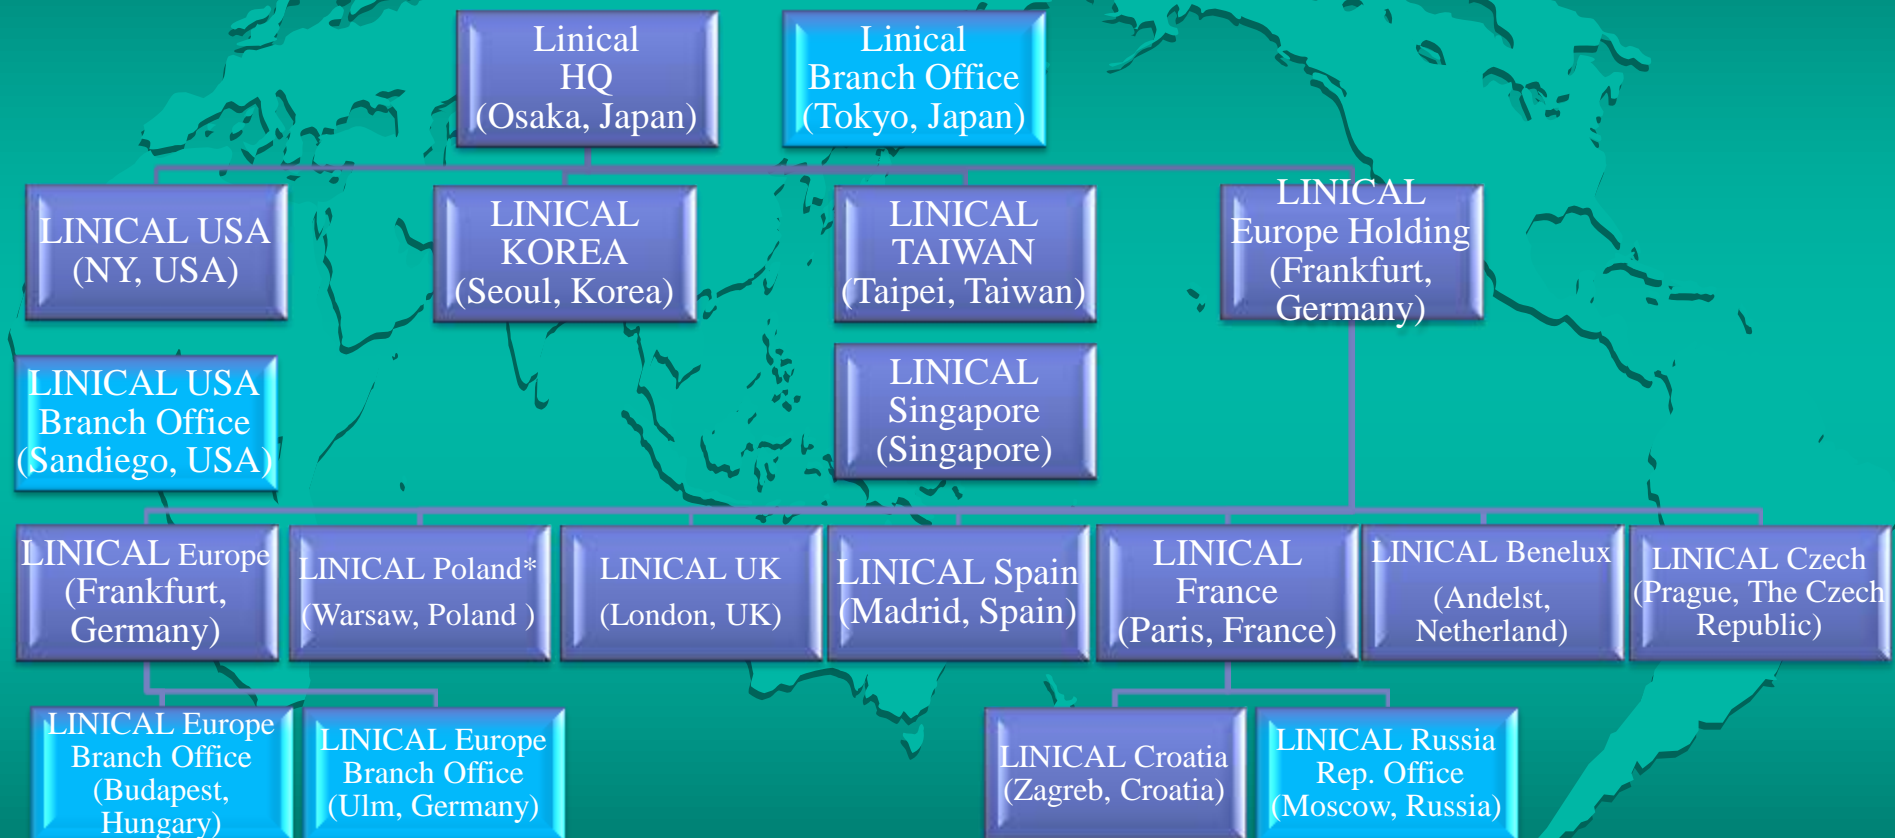 Linical
HQ
(Osaka, Japan)
Linical
Branch Office
(Tokyo, Japan)
LINICAL USA
(NY, USA)
LINICAL
KOREA
(Seoul, Korea)
LINICAL
TAIWAN
(Taipei, Taiwan)
LINICAL
Europe Holding
(Frankfurt,
Germany)
LINICAL USA
Branch Office
(Sandiego, USA)
LINICAL
Singapore
(Singapore)
LINICAL Europe
(Frankfurt,
Germany)
LINICAL Poland*
(Warsaw, Poland )
LINICAL UK
(London, UK)
LINICAL Spain
(Madrid, Spain)
LINICAL
France
(Paris, France)
LINICAL Benelux
(Andelst,
Netherland)
LINICAL Czech
(Prague, The Czech
Republic)
LINICAL Europe
Branch Office
(Budapest,
Hungary)
LINICAL Europe
Branch Office
(Ulm, Germany)
LINICAL Croatia
(Zagreb, Croatia)
LINICAL Russia
Rep. Office
(Moscow, Russia)